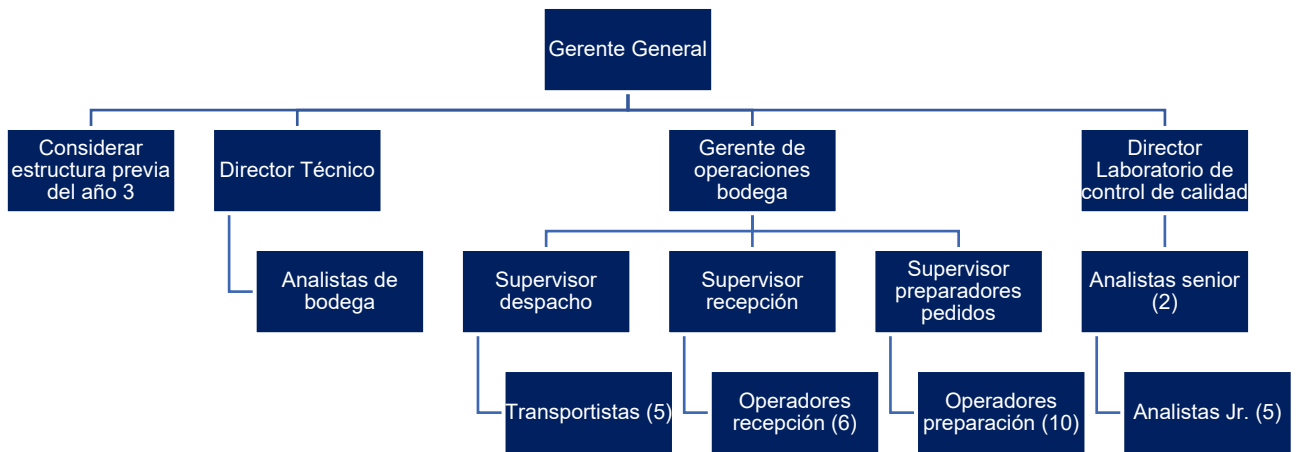 Gerente General
Considerar
estructura previa
del año 3
Director Técnico
Gerente de
operaciones
bodega
Director
Laboratorio de
control de calidad
Analistas de
bodega
Supervisor
despacho
Supervisor
recepción
Supervisor
preparadores
pedidos
Analistas senior
(2)
Transportistas (5)
Operadores
recepción (6)
Operadores
preparación (10)
Analistas Jr. (5)